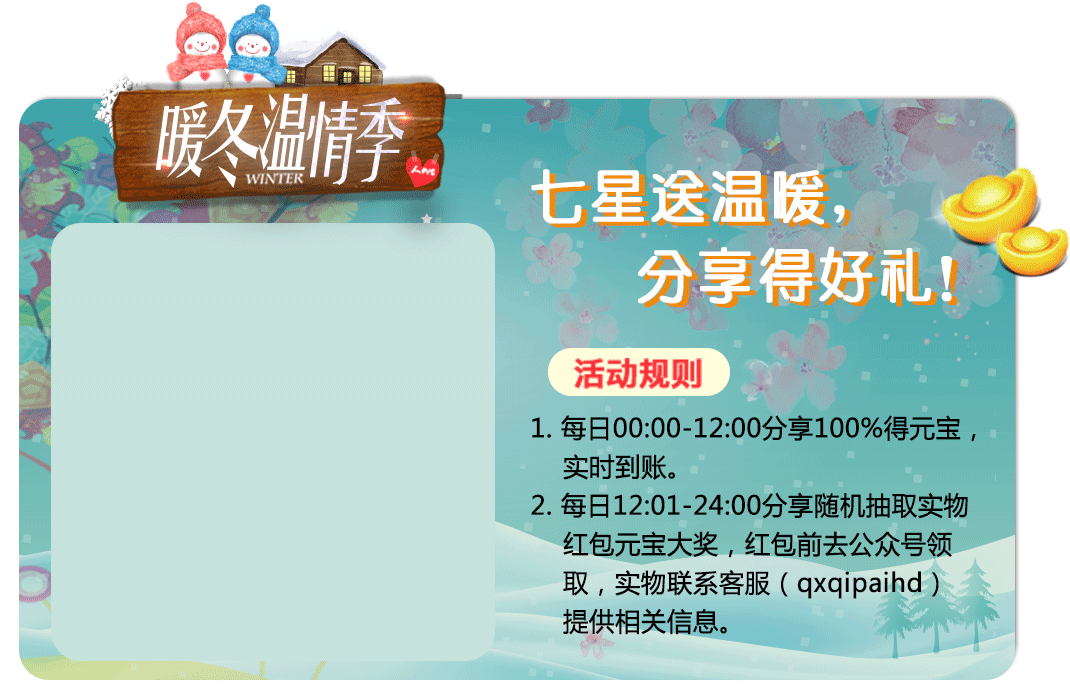 暖冬温情季
WINTER
Love
七星送温暖，
分享得好礼！
活动规则
1. 每日00:00-12:00分享100%得元宝，
实时到账。
2. 每日12:01-24:00分享随机抽取实物
红包元宝大奖，红包前去公众号领
取，实物联系客服（qxqipaihd）
提供相关信息。